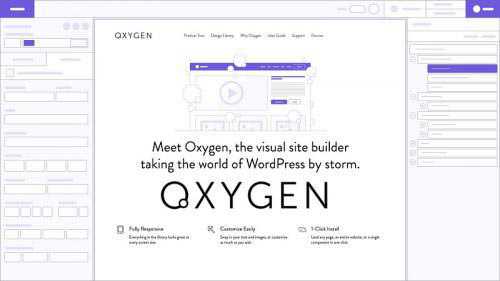 OXYGEN
Product Tour Design Library Why Oxygen User Guide Support Forums
Meet Oxygen, the visual site builder
taking the world of WordPress by storm.
OXYGEN
Fully Responsive Customize Easily 1-Click Install
Everything in the library looks great at Drop in your text and images, or customize Load any page, an entire website, or a single
every screen size. as much as you wish. component in one click.